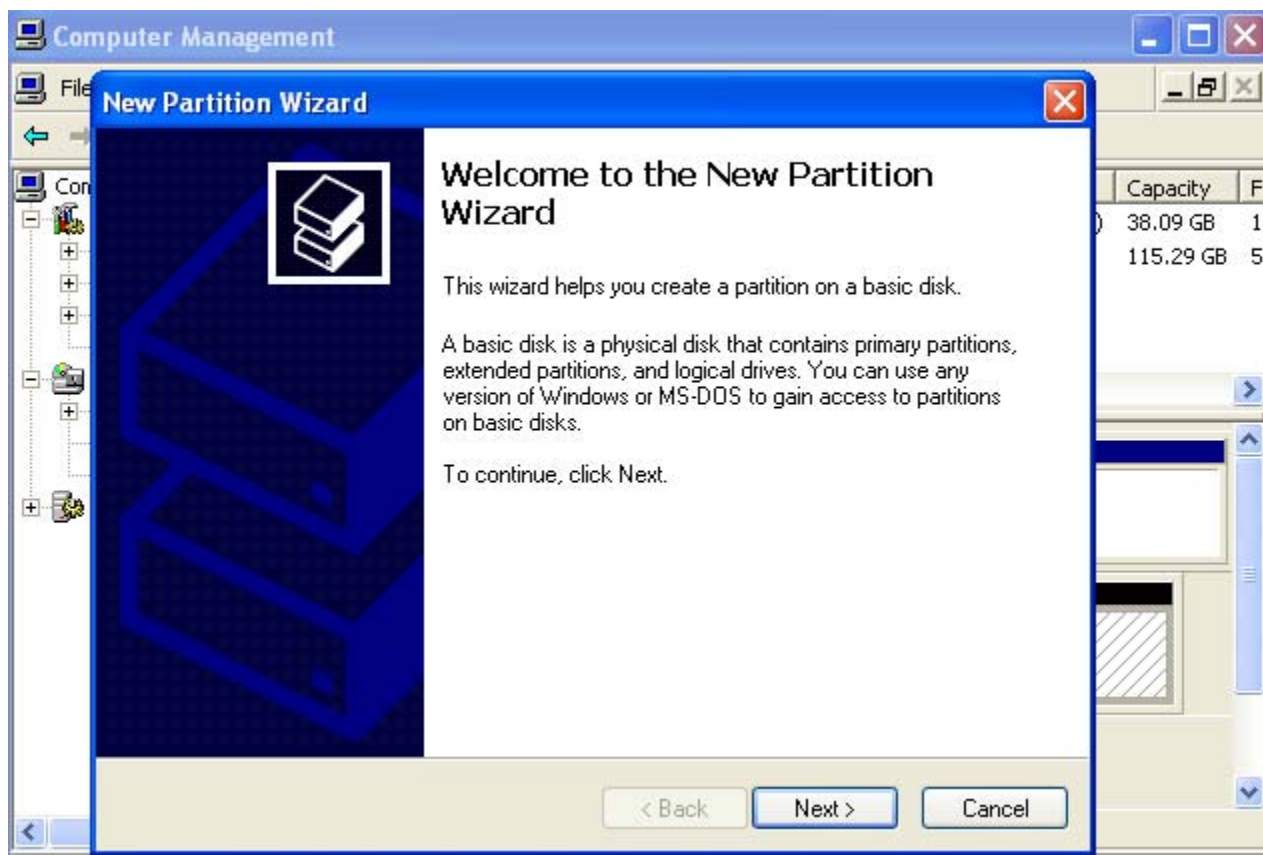 Computer Management
File
New Partition Wizard
Welcome to the New Partition
Wizard
This wizard helps you create a partition on a basic disk.
A basic disk is a physical disk that contains primary partitions,
extended partitions, and logical drives. You can use any
version of Windows or MS-DOS to gain access to partitions
on basic disks.
To continue, click Next.
< Back Next > Cancel
Con
Capacity F
) 38.09 GB 1
115.29 GB 5